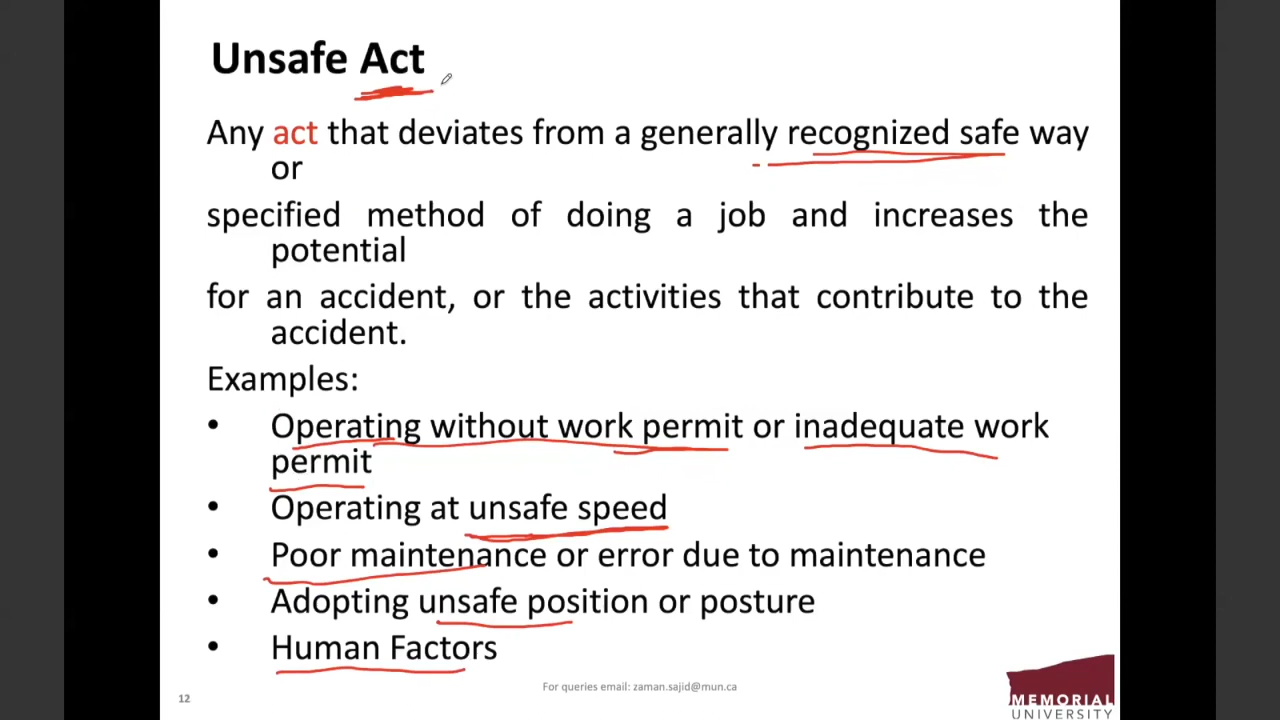 Unsafe Act
Any act that deviates from a generally recognized safe way
or
specified method of doing a job and increases the
potential
for an accident, or the activities that contribute to the
accident.
Examples:
• Operating without work permit or inadequate work
permit
• Operating at unsafe speed
• Poor maintenance or error due to maintenance
• Adopting unsafe position or posture
• Human Factors
For queries email: zaman.sajid@mun.ca
12
MEMORIAL
UNIVERSITY